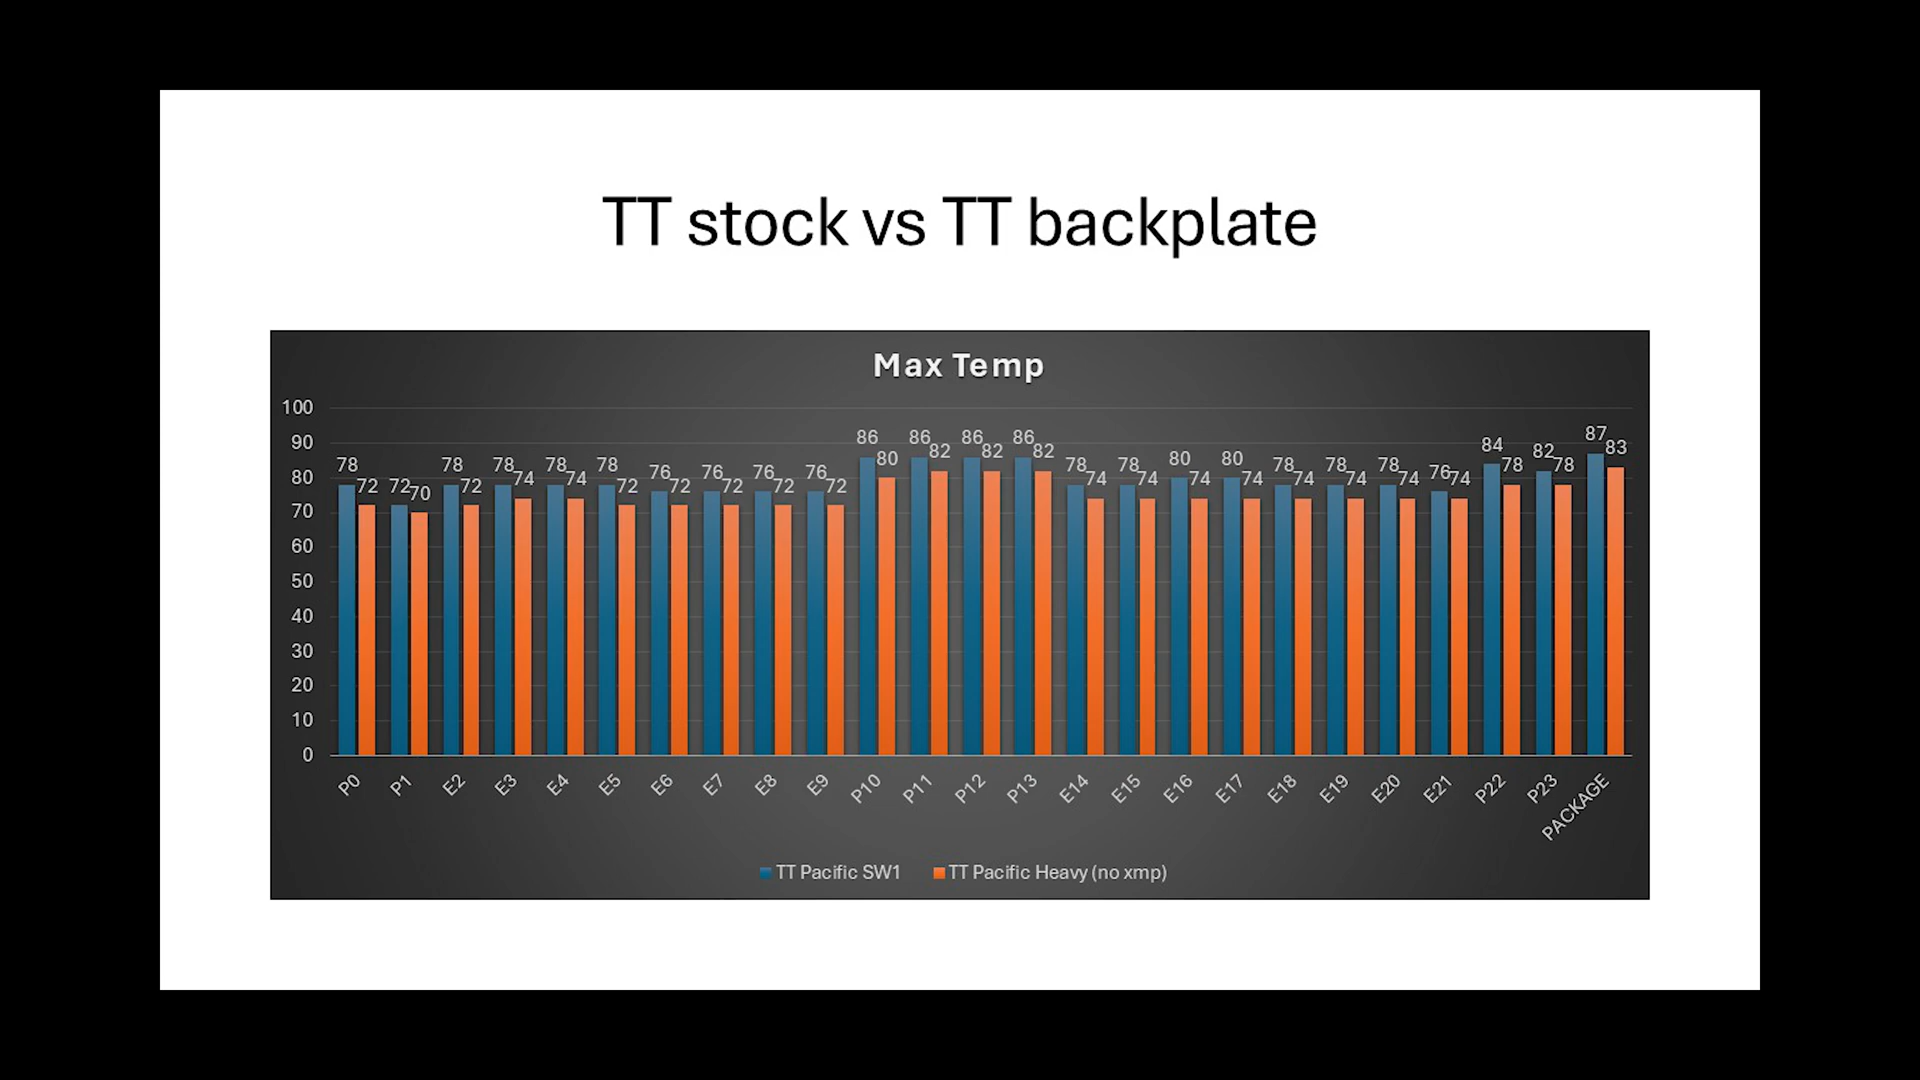 TT stock vs TT backplate
Max Temp
100
90
80
70
60
50
40
30
20
10
0
78 72 72 70 78 72 78 74 78 74 78 72 76 72 76 72 76 72 76 72 86 80 86 82 86 82 86 82 78 74 78 74 80 74 80 74 78 74 78 74 78 74 76 74 84 78 82 78 87 83
P0 P1 E2 E3 E4 E5 E6 E7 E8 E9 P10 P11 P12 P13 E14 E15 E16 E17 E18 E19 E20 E21 P22 P23 PACKAGE
TT Pacific SW1 TT Pacific Heavy (no xmp)